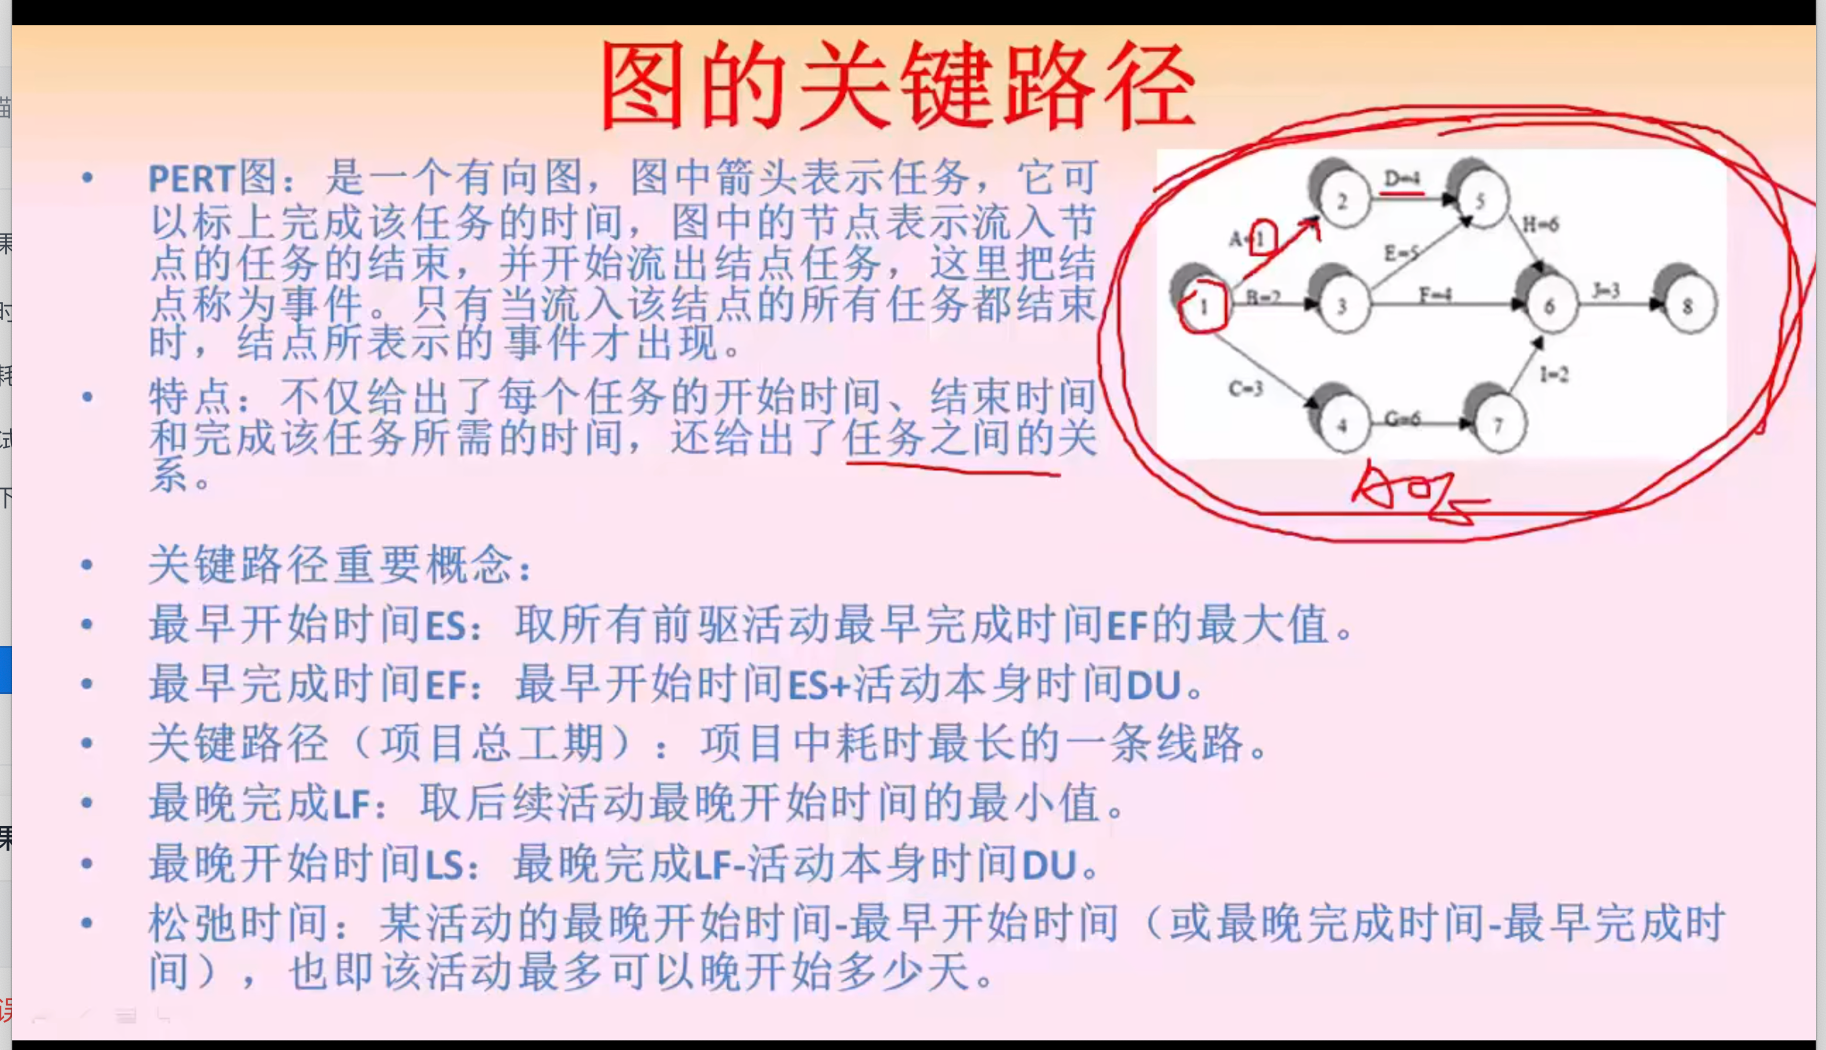 图的关键路径
• PERT图：是一个有向图，图中箭头表示任务，它可
以标上完成该任务的时间，图中的节点表示流入节
点的任务的结束，并开始流出结点任务，这里把结
点称为事件。只有当流入该结点的所有任务都结束
时，结点所表示的事件才出现。
• 特点：不仅给出了每个任务的开始时间、结束时间
和完成该任务所需的时间，还给出了任务之间的关
系。
2 D=4 5
A=1 H=6
E=5
1 B=2 3 F=4 6 J=3 8
C=3 I=2
4 G=6 7
• 关键路径重要概念：
• 最早开始时间ES：取所有前驱活动最早完成时间EF的最大值。
• 最早完成时间EF：最早开始时间ES+活动本身时间DU。
• 关键路径（项目总工期）：项目中耗时最长的一条线路。
• 最晚完成LF：取后续活动最晚开始时间的最小值。
• 最晚开始时间LS：最晚完成LF-活动本身时间DU。
• 松弛时间：某活动的最晚开始时间-最早开始时间（或最晚完成时间-最早完成时
间），也即该活动最多可以晚开始多少天。